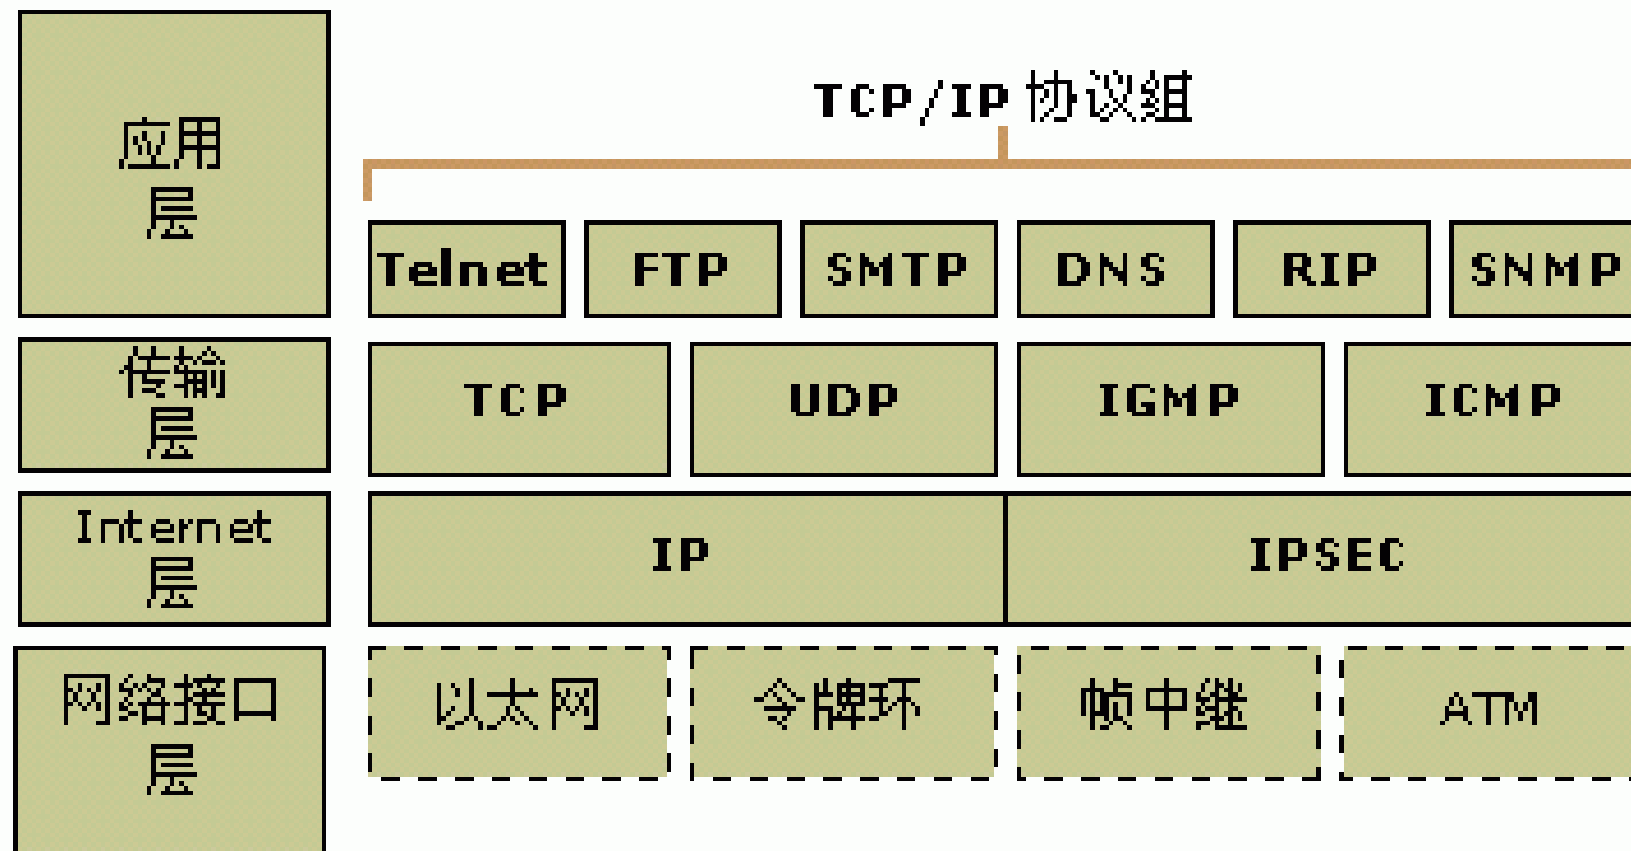 TCP/IP 协议组
应用
层
Telnet
FTP
SMTP
DNS
RIP
SNMP
传输
层
TCP
UDP
IGMP
ICMP
Internet
层
IP
IPSEC
网络接口
层
以太网
令牌环
帧中继
ATM